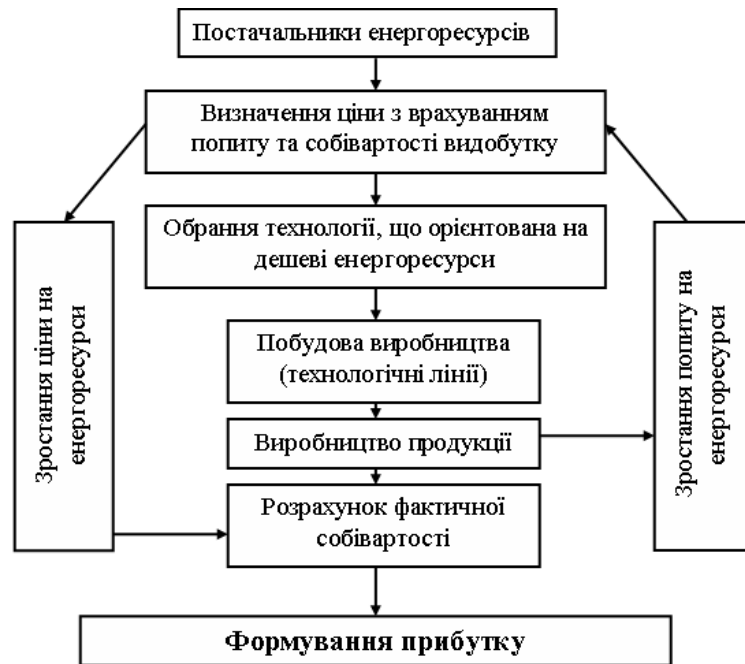 Постачальники енергоресурсів
Визначення ціни з врахуванням
попиту та собівартості видобутку
Обрання технології, що орієнтована на
дешеві енергоресурси
Зростання ціни на
енергоресурси
Побудова виробництва
(технологічні лінії)
Виробництво продукції
Зростання попиту на
енергоресурси
Розрахунок фактичної
собівартості
Формування прибутку